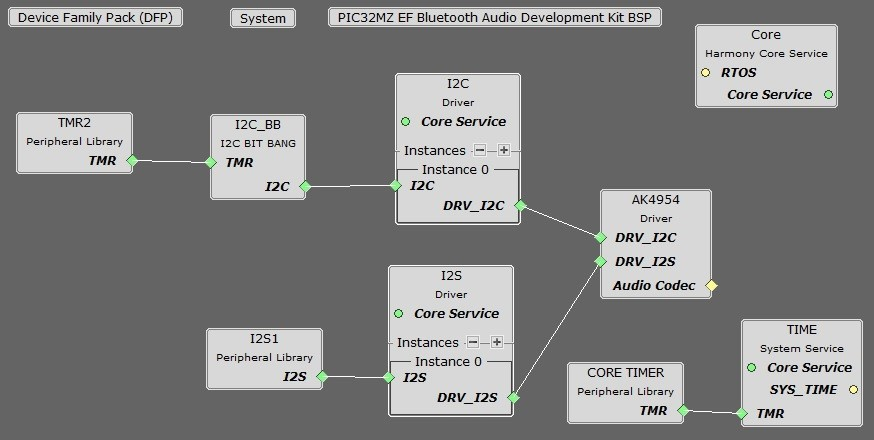 Device Family Pack (DFP)
System
PIC32MZ EF Bluetooth Audio Development Kit BSP
Core
Harmony Core Service
RTOS
Core Service
TMR2
Peripheral Library
TMR
I2C_BB
I2C BIT BANG
TMR
I2C
I2C
Driver
Core Service
Instances
Instance 0
I2C
DRV_I2C
AK4954
Driver
DRV_I2C
DRV_I2S
Audio Codec
I2S1
Peripheral Library
I2S
I2S
Driver
Core Service
Instances
Instance 0
I2S
DRV_I2S
CORE TIMER
Peripheral Library
TMR
TIME
System Service
Core Service
SYS_TIME
TMR